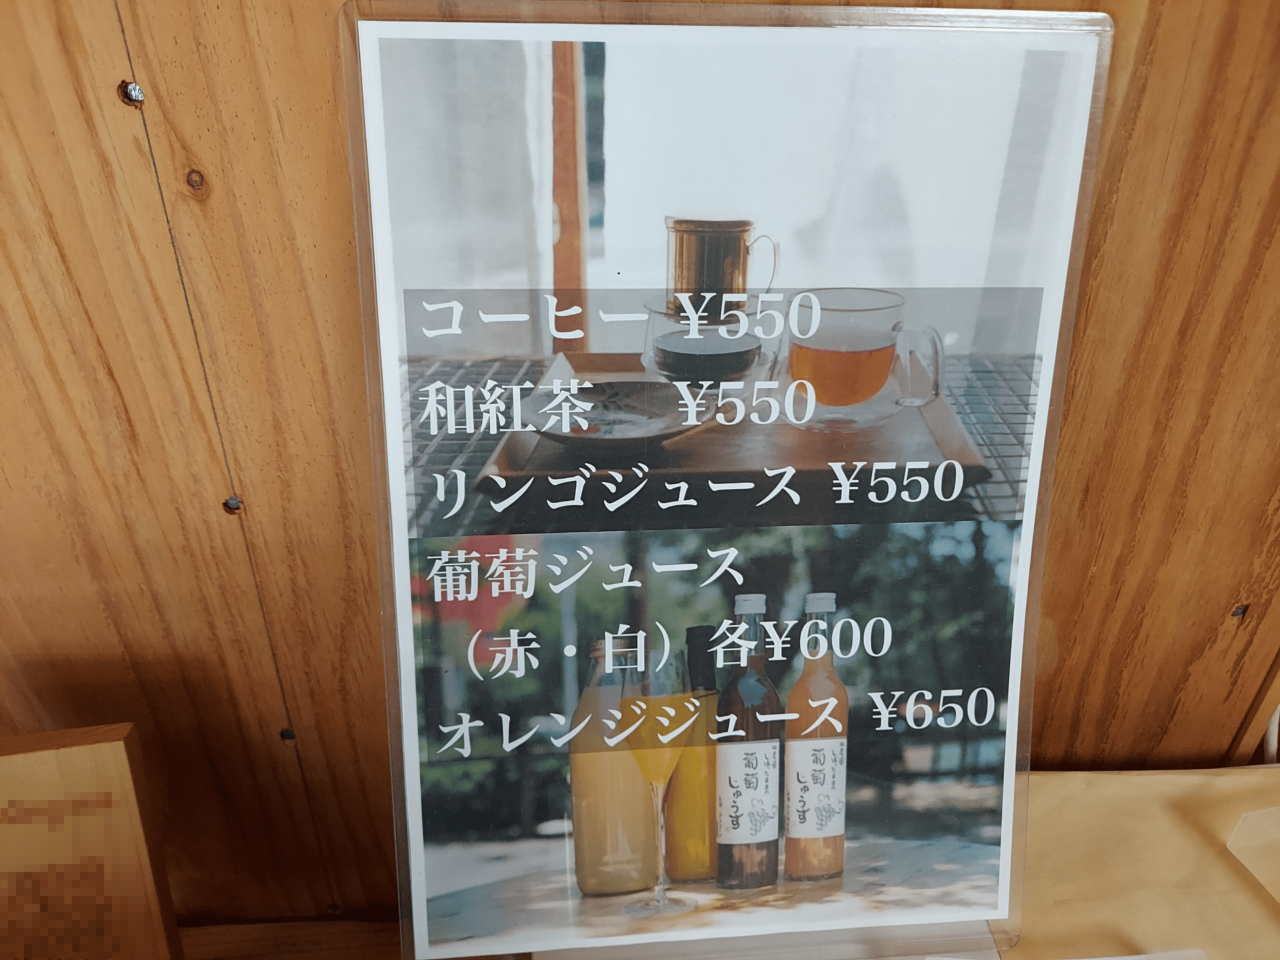 コーヒー ¥550
和紅茶 ¥550
リンゴジュース ¥550
葡萄ジュース
（赤・白）各¥600
オレンジジュース ¥650
葡萄
じゅうす
葡萄
じゅうす